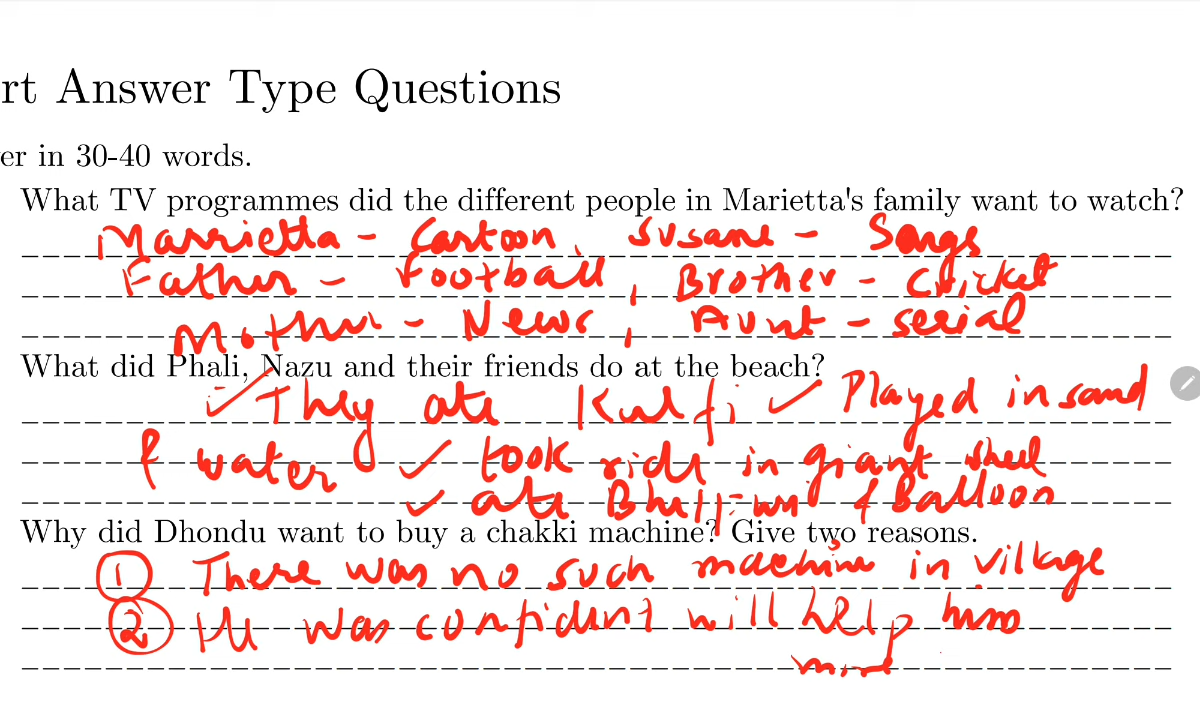 rt Answer Type Questions
er in 30-40 words.
What TV programmes did the different people in Marietta's family want to watch?
Marrietta - Cartoon, Susane - Songs
Father - Football, Brother - Cricket
Mother - News, Aunt - serial
What did Phali, Nazu and their friends do at the beach?
They ate Kulfi ✓ Played in sand
& water ✓ took ride in giant wheel
✓ ate & Balloon
Why did Dhondu want to buy a chakki machine? Give two reasons.
① There was no such machine in village
② He was confident will help him